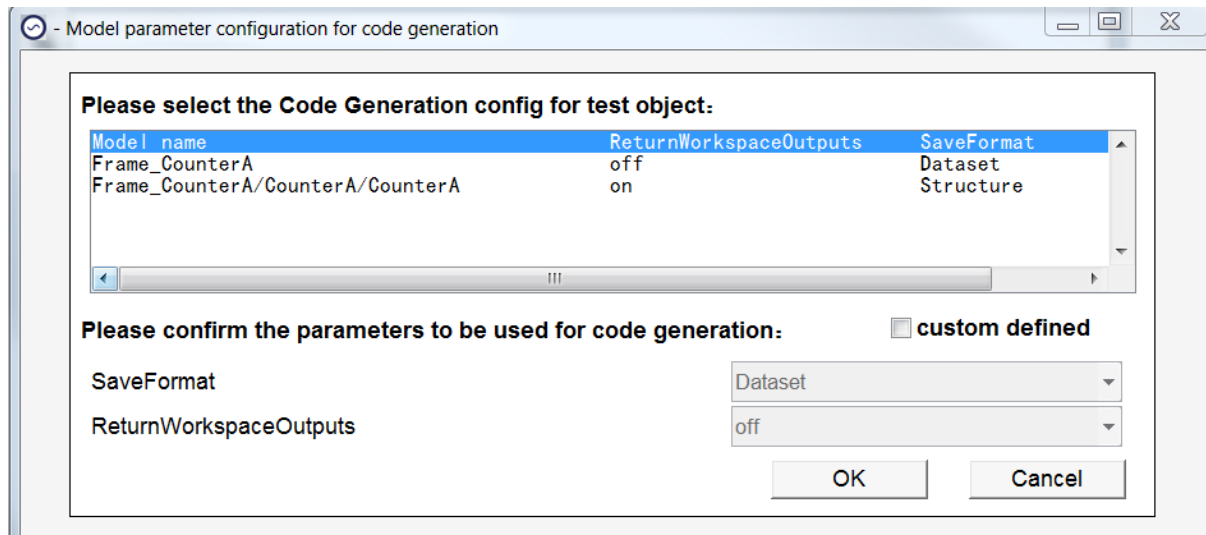 - Model parameter configuration for code generation
Please select the Code Generation config for test object：
Model name ReturnWorkspaceOutputs SaveFormat
Frame_CounterA off Dataset
Frame_CounterA/CounterA/CounterA on Structure
Please confirm the parameters to be used for code generation： custom defined
SaveFormat Dataset
ReturnWorkspaceOutputs off
OK Cancel